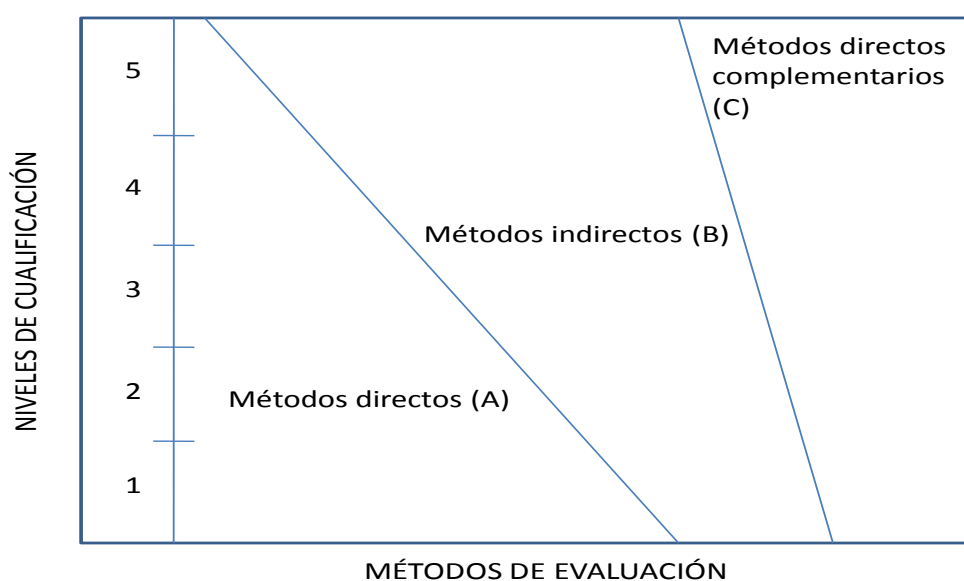 NIVELES DE CUALIFICACIÓN
5
4
3
2
1
Métodos directos (A)
Métodos indirectos (B)
Métodos directos
complementarios
(C)
MÉTODOS DE EVALUACIÓN